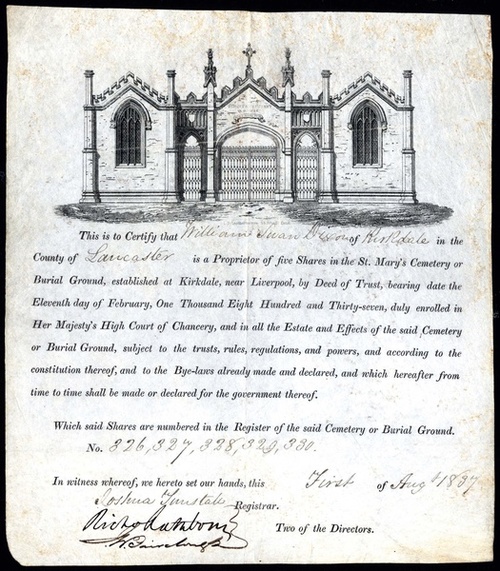 This is to Certify that William Swan Dixon of Kirkdale in the
County of Lancaster is a Proprietor of five Shares in the St. Mary's Cemetery or
Burial Ground, established at Kirkdale, near Liverpool, by Deed of Trust, bearing date the
Eleventh day of February, One Thousand Eight Hundred and Thirty-seven, duly enrolled in
Her Majesty's High Court of Chancery, and in all the Estate and Effects of the said Cemetery
or Burial Ground, subject to the trusts, rules, regulations, and powers, and according to the
constitution thereof, and to the Bye-laws already made and declared, and which hereafter from
time to time shall be made or declared for the government thereof.
Which said Shares are numbered in the Register of the said Cemetery or Burial Ground.
No. 326, 327, 328, 329, 330.
In witness whereof, we hereto set our hands, this First of Augt 1837
Joshua Registrar.
Richd Rathbone
Two of the Directors.